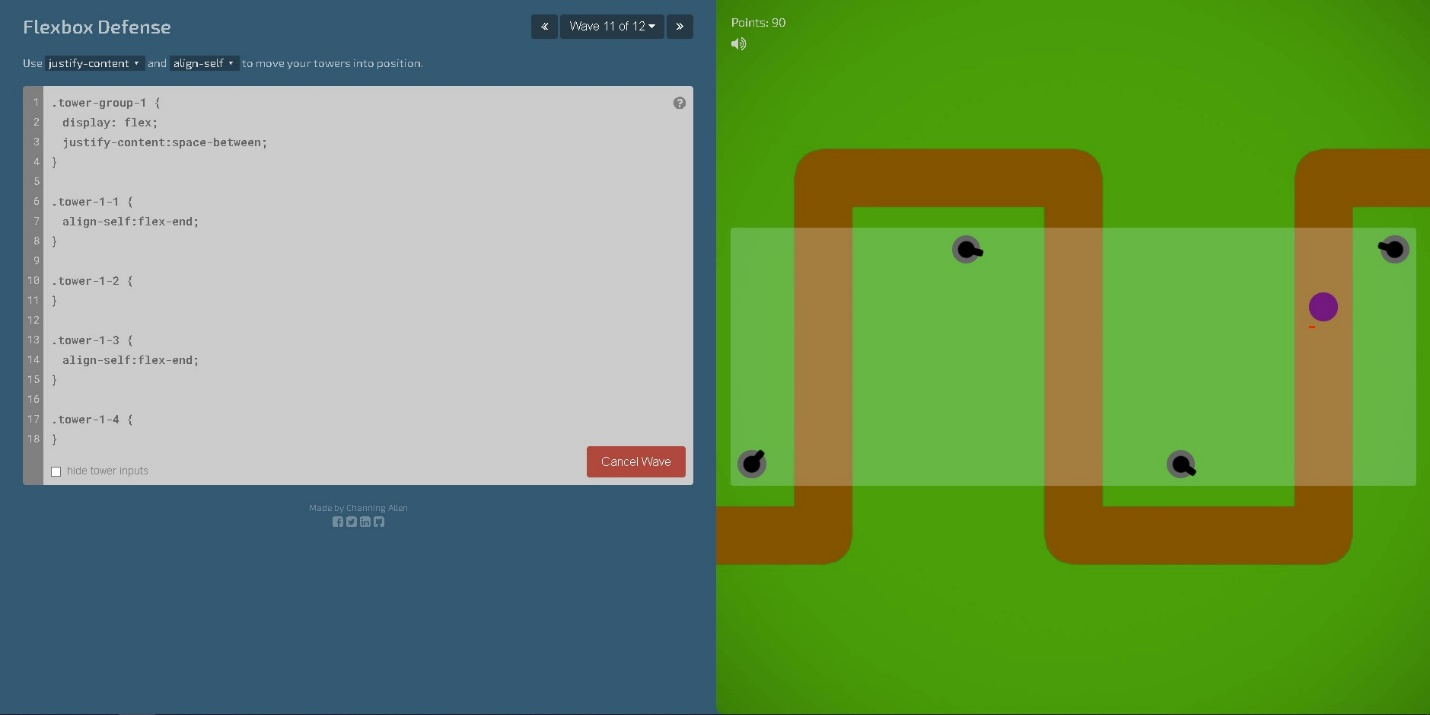 Flexbox Defense
« Wave 11 of 12 »
Use justify-content and align-self to move your towers into position.
1 .tower-group-1 {
2 display: flex;
3 justify-content:space-between;
4 }
5
6 .tower-1-1 {
7 align-self:flex-end;
8 }
9
10 .tower-1-2 {
11 }
12
13 .tower-1-3 {
14 align-self:flex-end;
15 }
16
17 .tower-1-4 {
18 }
?
hide tower inputs
Cancel Wave
Made by Channing Allen
Points: 90